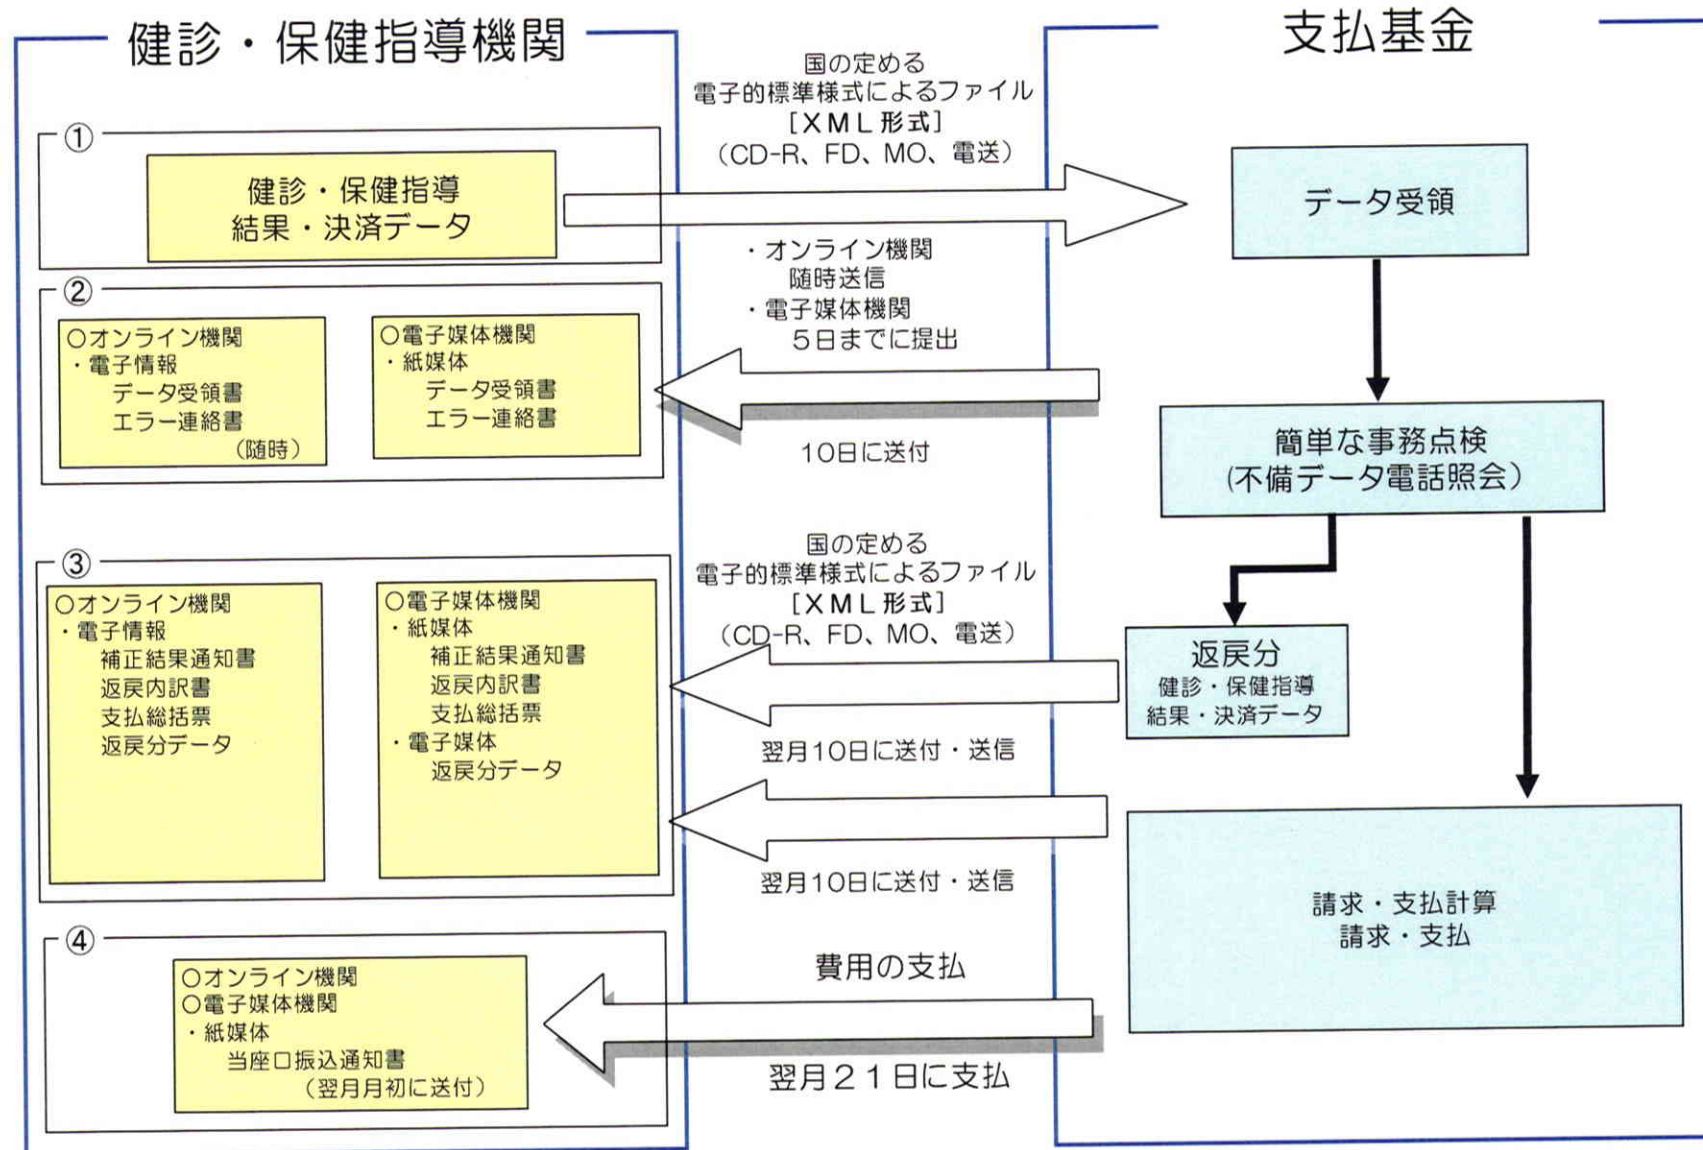 健診・保健指導機関
支払基金
①
健診・保健指導
結果・決済データ
国の定める
電子的標準様式によるファイル
[XML形式]
（CD-R、FD、MO、電送）
・オンライン機関
随時送信
・電子媒体機関
５日までに提出
データ受領
②
○オンライン機関
・電子情報
データ受領書
エラー連絡書
（随時）
○電子媒体機関
・紙媒体
データ受領書
エラー連絡書
10日に送付
簡単な事務点検
(不備データ電話照会）
③
○オンライン機関
・電子情報
補正結果通知書
返戻内訳書
支払総括票
返戻分データ
○電子媒体機関
・紙媒体
補正結果通知書
返戻内訳書
支払総括票
・電子媒体
返戻分データ
国の定める
電子的標準様式によるファイル
[XML形式]
（CD-R、FD、MO、電送）
翌月10日に送付・送信
返戻分
健診・保健指導
結果・決済データ
翌月10日に送付・送信
請求・支払計算
請求・支払
④
○オンライン機関
○電子媒体機関
・紙媒体
当座口振込通知書
（翌月月初に送付）
費用の支払
翌月２１日に支払